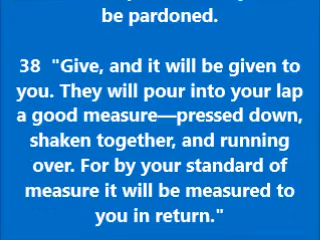 be pardoned.
38 "Give, and it will be given to
you. They will pour into your lap
a good measure—pressed down,
shaken together, and running
over. For by your standard of
measure it will be measured to
you in return."